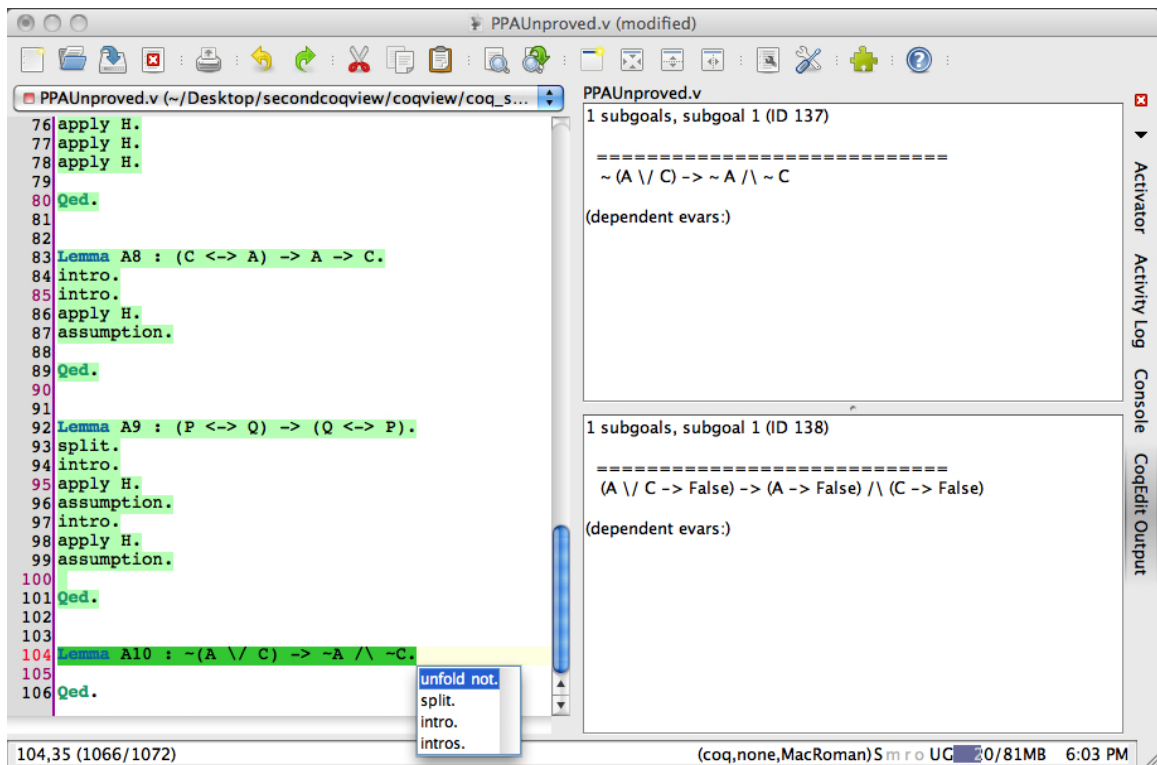 PPAUnproved.v (modified)
PPAUnproved.v (~/Desktop/secondcoqview/coqview/coq_s...
76 apply H.
77 apply H.
78 apply H.
79
80 Qed.
81
82
83 Lemma A8 : (C <-> A) -> A -> C.
84 intro.
85 intro.
86 apply H.
87 assumption.
88
89 Qed.
90
91
92 Lemma A9 : (P <-> Q) -> (Q <-> P).
93 split.
94 intro.
95 apply H.
96 assumption.
97 intro.
98 apply H.
99 assumption.
100
101 Qed.
102
103
104 Lemma A10 : ~(A \/ C) -> ~A /\ ~C.
105
106 Qed.
unfold not.
split.
intro.
intros.
PPAUnproved.v
1 subgoals, subgoal 1 (ID 137)
============================
~ (A \/ C) -> ~ A /\ ~ C
(dependent evars:)
1 subgoals, subgoal 1 (ID 138)
============================
(A \/ C -> False) -> (A -> False) /\ (C -> False)
(dependent evars:)
Activator
Activity Log
Console
CoqEdit Output
104,35 (1066/1072)
(coq,none,MacRoman) S m r o UG 20/81MB 6:03 PM